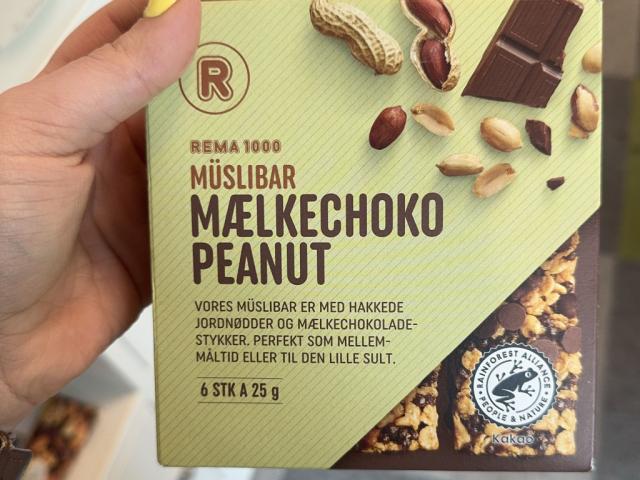 R
REMA 1000
MÜSLIBAR
MÆLKECHOKO
PEANUT
VORES MÜSLIBAR ER MED HAKKEDE
JORDNØDDER OG MÆLKECHOKOLADE-
STYKKER. PERFEKT SOM MELLEM-
MÅLTID ELLER TIL DEN LILLE SULT.
6 STK A 25 g
RAINFOREST ALLIANCE
PEOPLE & NATURE
Kakao